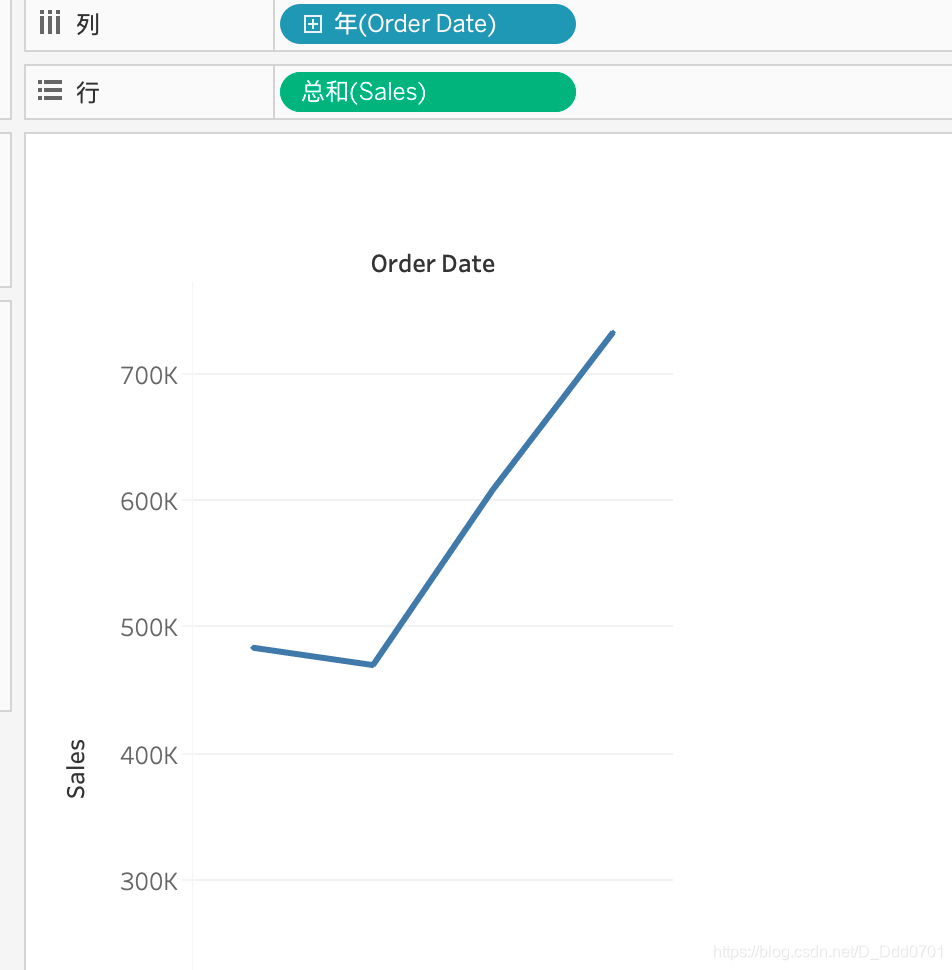 列
年(Order Date)
行
总和(Sales)
Order Date
700K
600K
500K
400K
Sales
300K
https://blog.csdn.net/D_Ddd0701